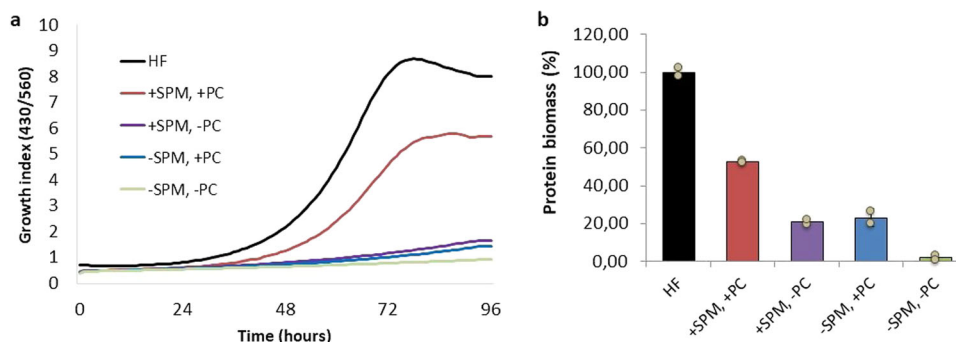 a
Growth index (430/560)
10
9
8
7
6
5
4
3
2
1
0
HF
+SPM, +PC
+SPM, -PC
-SPM, +PC
-SPM, -PC
0 24 48 72 96
Time (hours)
b
Protein biomass (%)
120,00
100,00
80,00
60,00
40,00
20,00
0,00
HF
+SPM, +PC
+SPM, -PC
-SPM, +PC
-SPM, -PC